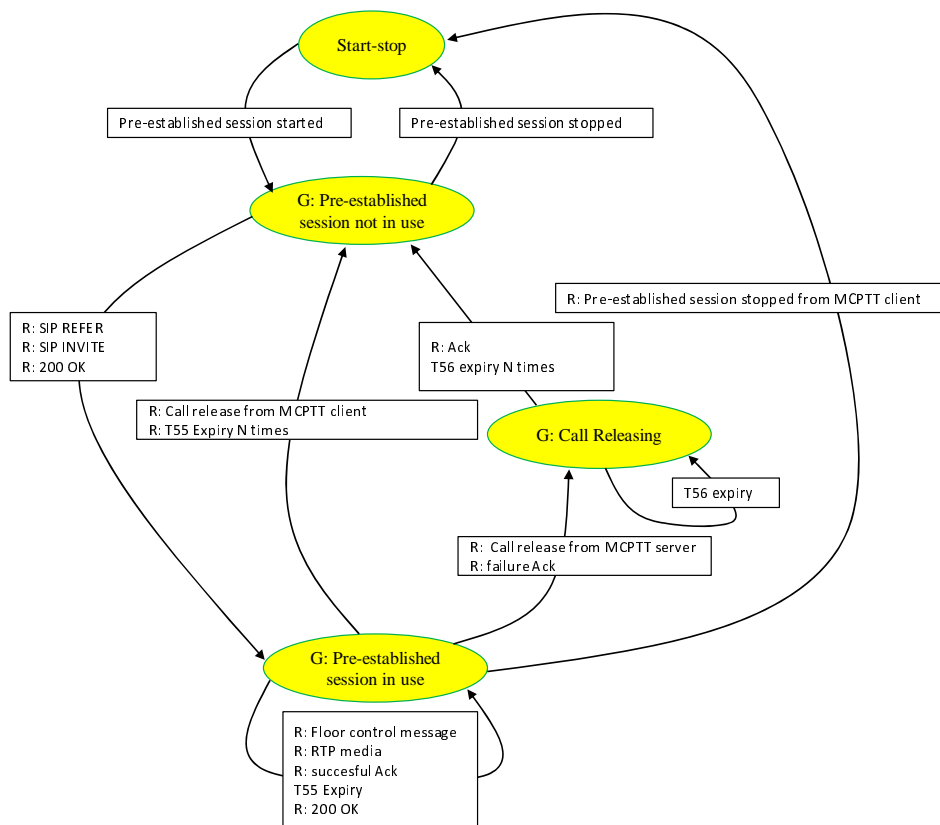 Start-stop
Pre-established session started
Pre-established session stopped
G: Pre-established
session not in use
R: Pre-established session stopped from MCPTT client
R: SIP REFER
R: SIP INVITE
R: 200 OK
R: Ack
T56 expiry N times
R: Call release from MCPTT client
R: T55 Expiry N times
G: Call Releasing
T56 expiry
R: Call release from MCPTT server
R: failure Ack
G: Pre-established
session in use
R: Floor control message
R: RTP media
R: succesful Ack
T55 Expiry
R: 200 OK